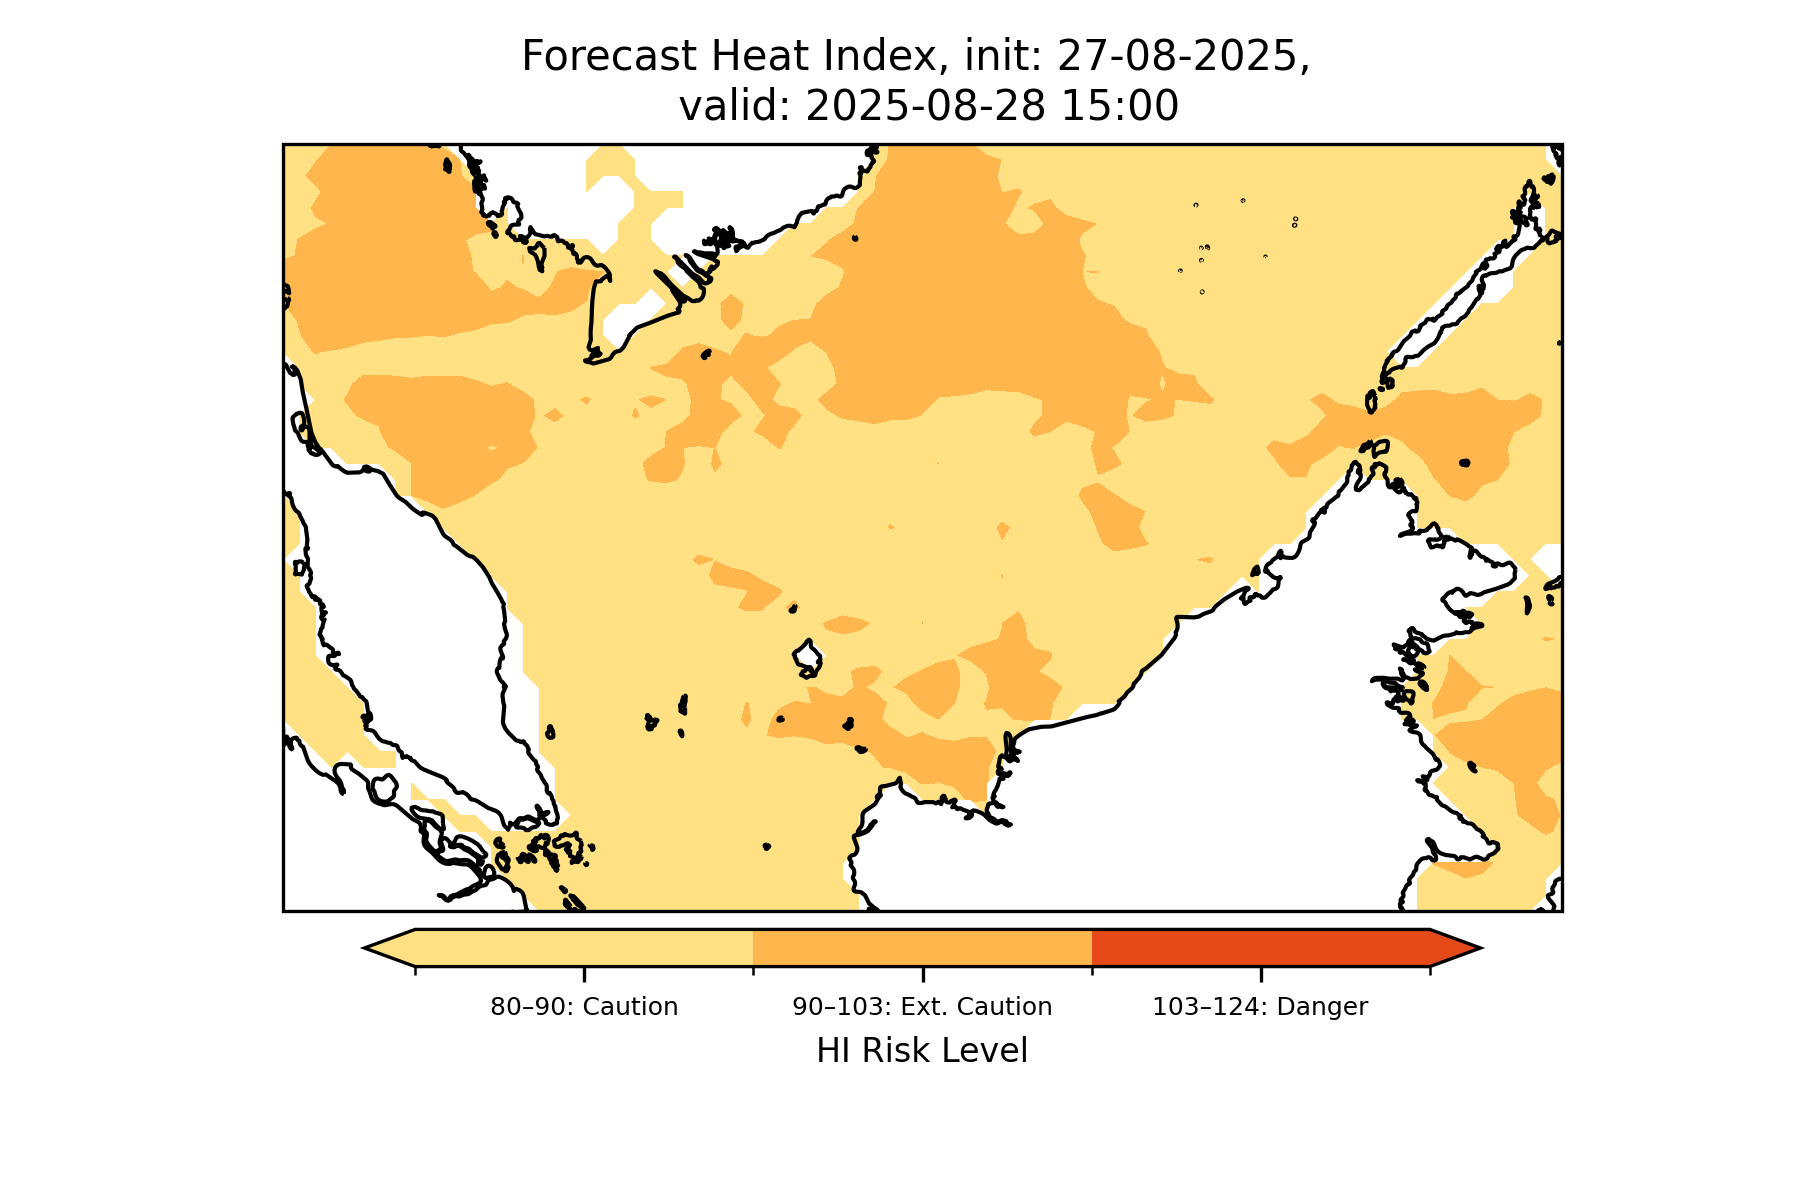 Forecast Heat Index, init: 27-08-2025,
valid: 2025-08-28 15:00
80–90: Caution
90–103: Ext. Caution
103–124: Danger
HI Risk Level